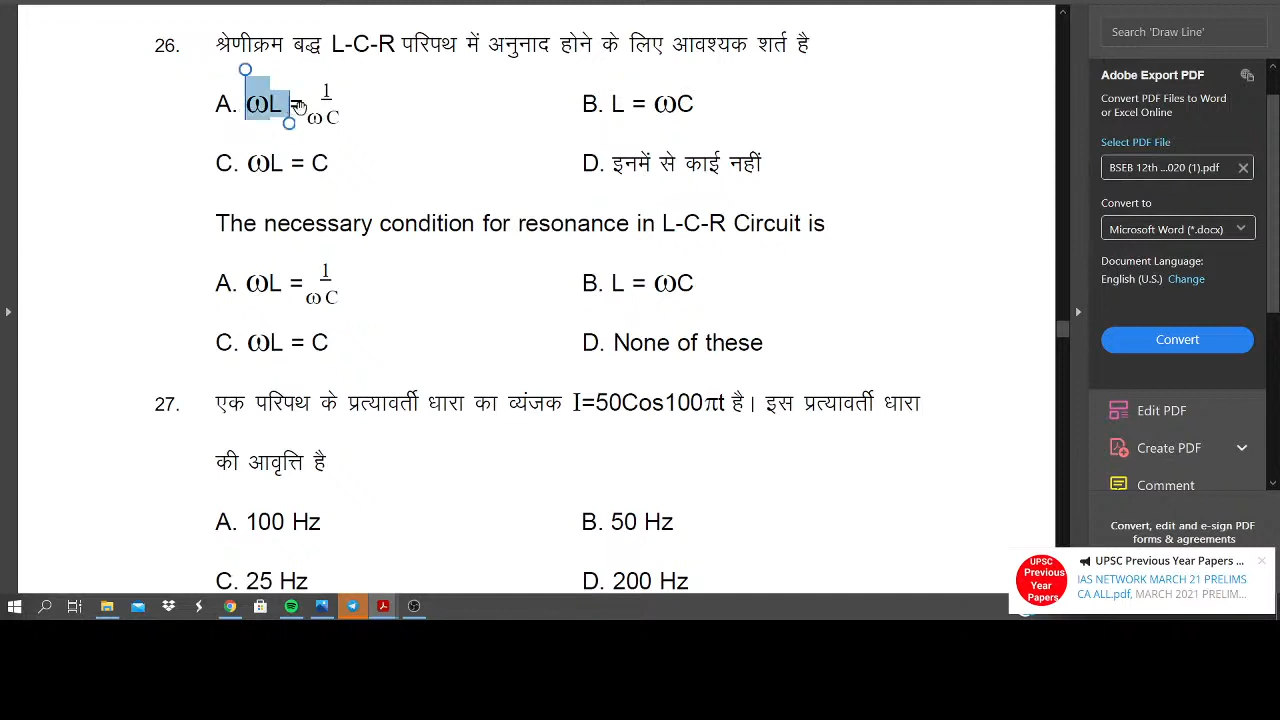 26. श्रेणीक्रम बद्ध L-C-R परिपथ में अनुनाद होने के लिए आवश्यक शर्त है
A. ωL = 1/ωC B. L = ωC
C. ωL = C D. इनमें से काई नहीं
The necessary condition for resonance in L-C-R Circuit is
A. ωL = 1/ωC B. L = ωC
C. ωL = C D. None of these
27. एक परिपथ के प्रत्यावर्ती धारा का व्यंजक I=50Cos100πt है। इस प्रत्यावर्ती धारा
की आवृत्ति है
A. 100 Hz B. 50 Hz
C. 25 Hz D. 200 Hz
Search 'Draw Line'
Adobe Export PDF
Convert PDF Files to Word
or Excel Online
Select PDF File
BSEB 12th ...020 (1).pdf
Convert to
Microsoft Word (*.docx)
Document Language:
English (U.S.) Change
Convert
Edit PDF
Create PDF
Comment
Convert, edit and e-sign PDF
forms & agreements
UPSC
Previous
Year
Papers
UPSC Previous Year Papers ...
IAS NETWORK MARCH 21 PRELIMS
CA ALL.pdf, MARCH 2021 PRELIM...